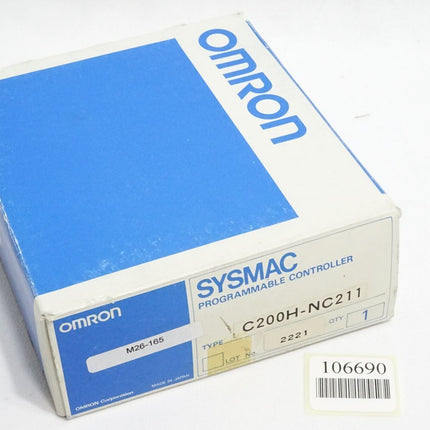 OMRON
SYSMAC
PROGRAMMABLE CONTROLLER
OMRON
M26-165
TYPE C200H-NC211
LOT No. 2221 QTY 1
OMRON Corporation MADE IN JAPAN
106690